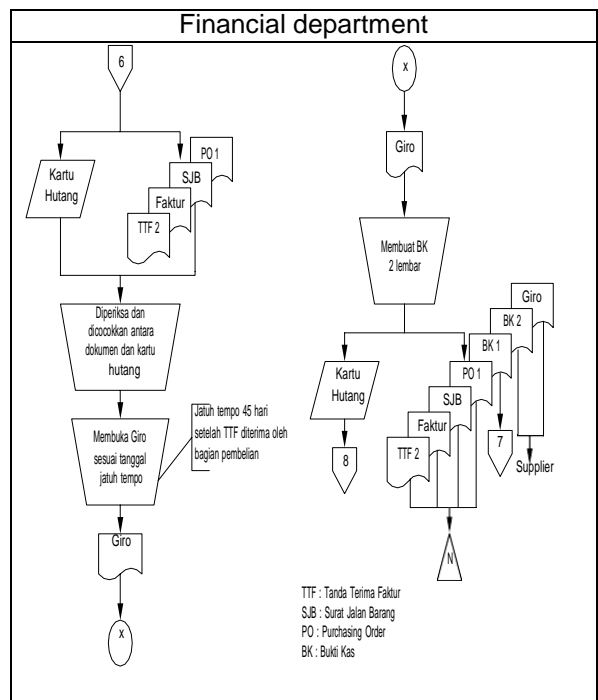 Financial department
6
Kartu
Hutang
PO 1
SJB
Faktur
TTF 2
Diperiksa dan
dicocokkan antara
dokumen dan kartu
hutang
Membuka Giro
sesuai tanggal
jatuh tempo
Jatuh tempo 45 hari
setelah TTF diterima oleh
bagian pembelian
Giro
x
x
Giro
Membuat BK
2 lembar
Kartu
Hutang
8
Giro
BK 2
BK 1
PO 1
SJB
Faktur
TTF 2
7
Supplier
N
TTF : Tanda Terima Faktur
SJB : Surat Jalan Barang
PO : Purchasing Order
BK : Bukti Kas